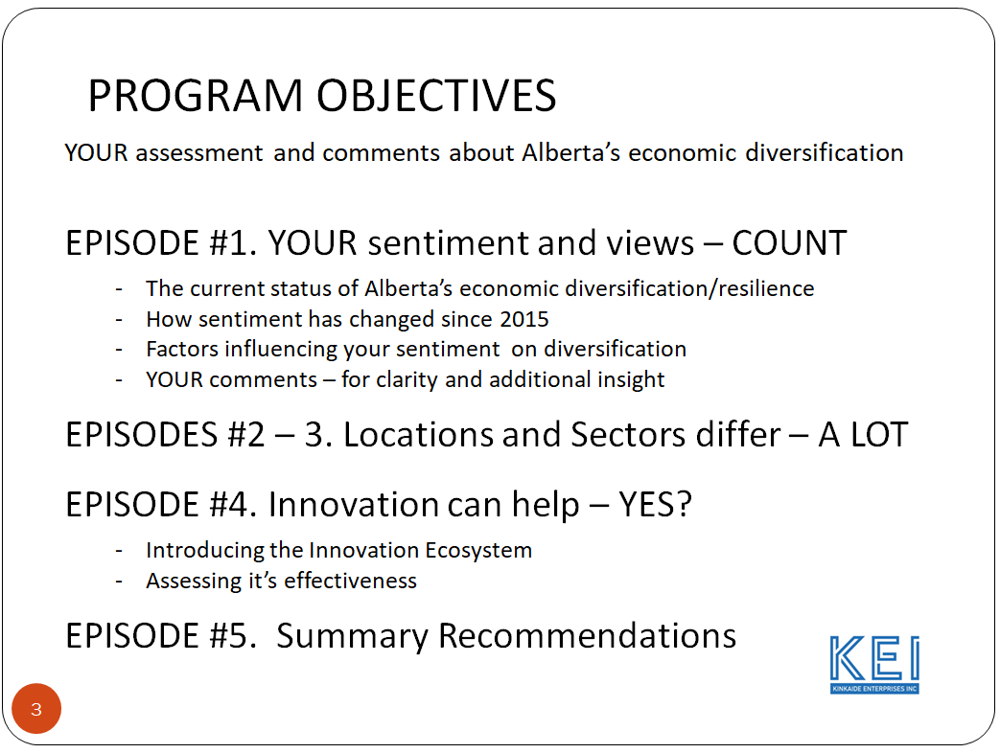 PROGRAM OBJECTIVES
YOUR assessment and comments about Alberta’s economic diversification
EPISODE #1. YOUR sentiment and views – COUNT
- The current status of Alberta’s economic diversification/resilience
- How sentiment has changed since 2015
- Factors influencing your sentiment on diversification
- YOUR comments – for clarity and additional insight
EPISODES #2 – 3. Locations and Sectors differ – A LOT
EPISODE #4. Innovation can help – YES?
- Introducing the Innovation Ecosystem
- Assessing it’s effectiveness
EPISODE #5. Summary Recommendations
KEI
KINKAIDE ENTERPRISES INC
3